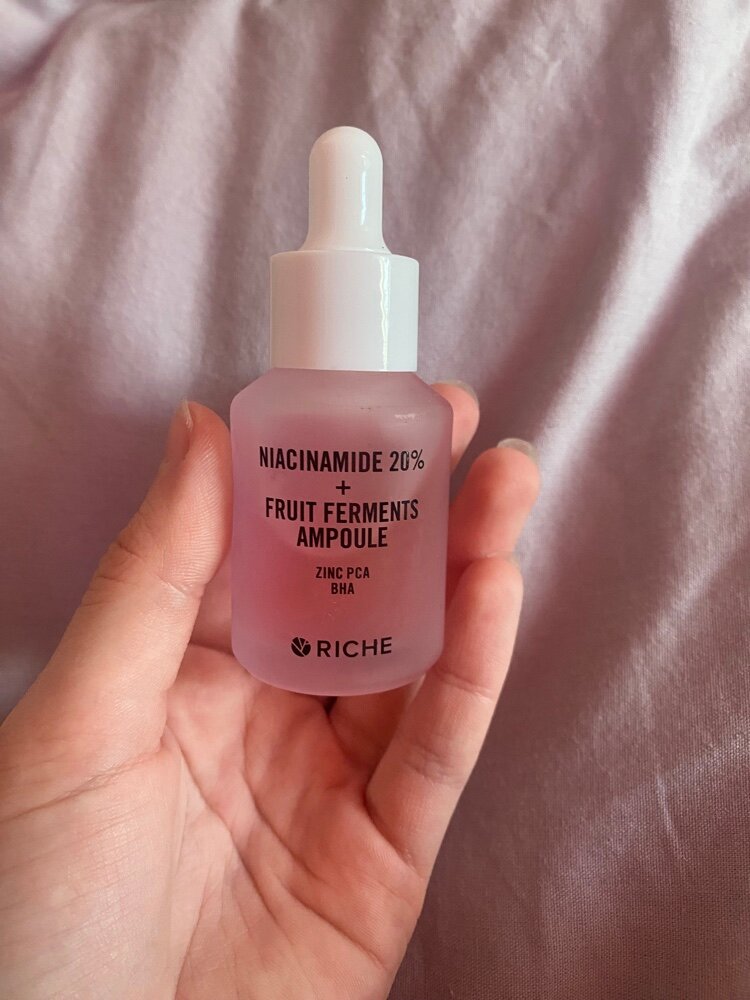 NIACINAMIDE 20%
+
FRUIT FERMENTS
AMPOULE
ZINC PCA
BHA
RICHE